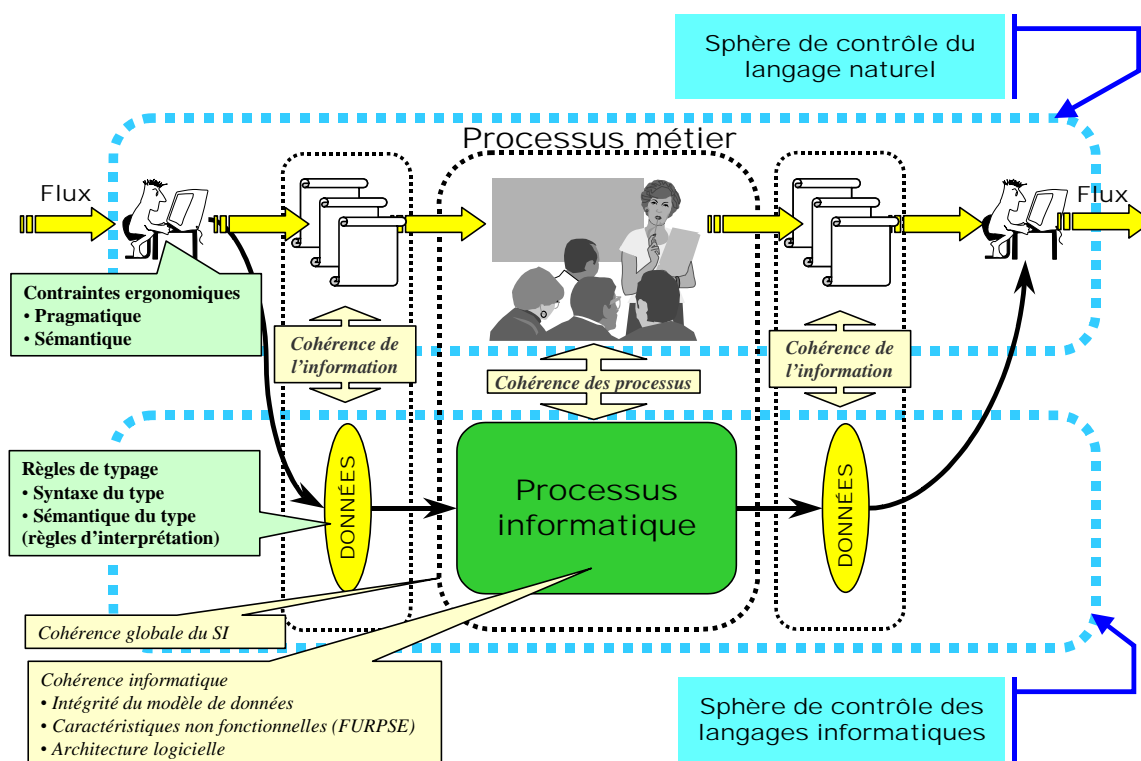 Sphère de contrôle du
langage naturel
Processus métier
Flux
Flux
Contraintes ergonomiques
• Pragmatique
• Sémantique
Cohérence de
l'information
Cohérence des processus
Cohérence de
l'information
Règles de typage
• Syntaxe du type
• Sémantique du type
(règles d'interprétation)
DONNÉES
Processus
informatique
DONNÉES
Cohérence globale du SI
Cohérence informatique
• Intégrité du modèle de données
• Caractéristiques non fonctionnelles (FURPSE)
• Architecture logicielle
Sphère de contrôle des
langages informatiques